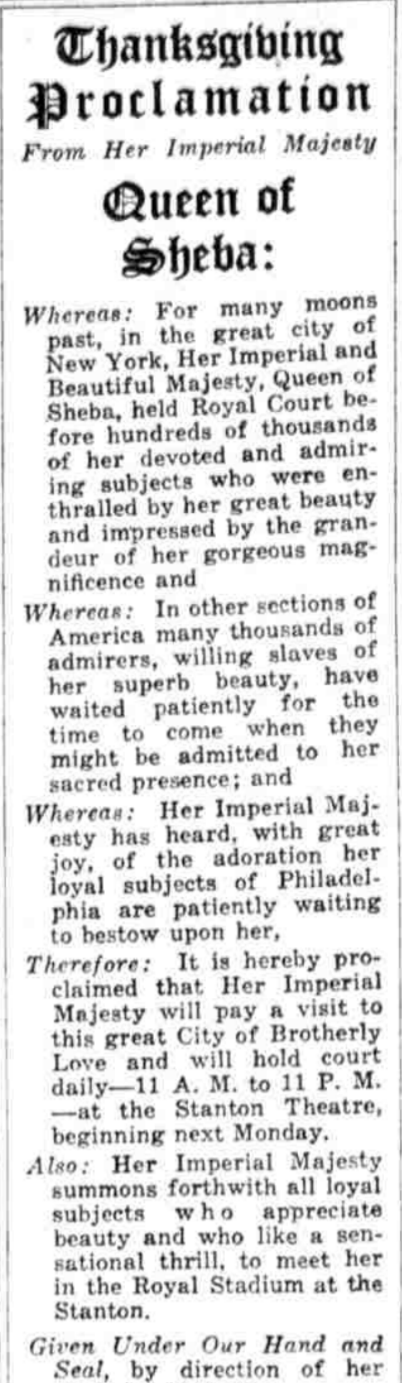 Thanksgiving
Proclamation
From Her Imperial Majesty
Queen of
Sheba:
Whereas: For many moons
past, in the great city of
New York, Her Imperial and
Beautiful Majesty, Queen of
Sheba, held Royal Court be-
fore hundreds of thousands
of her devoted and admir-
ing subjects who were en-
thralled by her great beauty
and impressed by the gran-
deur of her gorgeous mag-
nificence and
Whereas: In other sections of
America many thousands of
admirers, willing slaves of
her superb beauty, have
waited patiently for the
time to come when they
might be admitted to her
sacred presence; and
Whereas: Her Imperial Maj-
esty has heard, with great
joy, of the adoration her
loyal subjects of Philadel-
phia are patiently waiting
to bestow upon her,
Therefore: It is hereby pro-
claimed that Her Imperial
Majesty will pay a visit to
this great City of Brotherly
Love and will hold court
daily—11 A. M. to 11 P. M.
—at the Stanton Theatre,
beginning next Monday.
Also: Her Imperial Majesty
summons forthwith all loyal
subjects who appreciate
beauty and who like a sen-
sational thrill, to meet her
in the Royal Stadium at the
Stanton.
Given Under Our Hand and
Seal, by direction of her